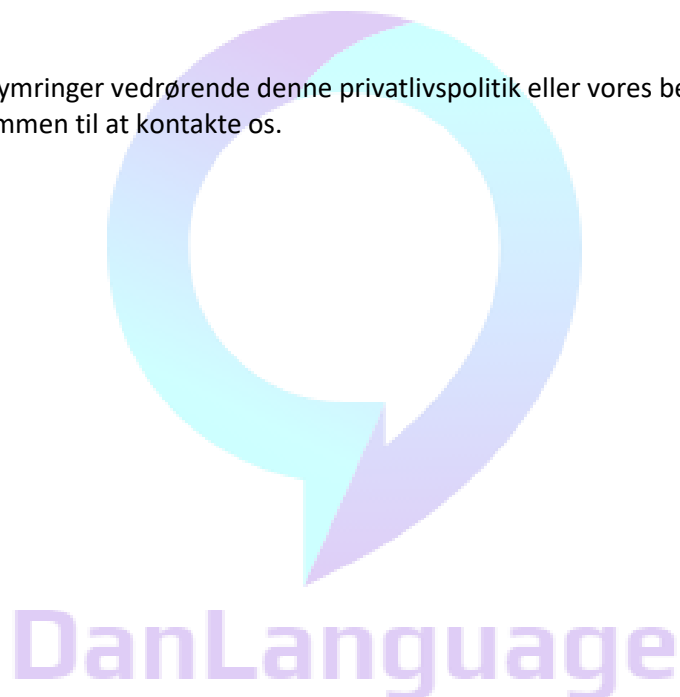 ymringer vedrørende denne privatlivspolitik eller vores be
mmen til at kontakte os.
DanLanguage